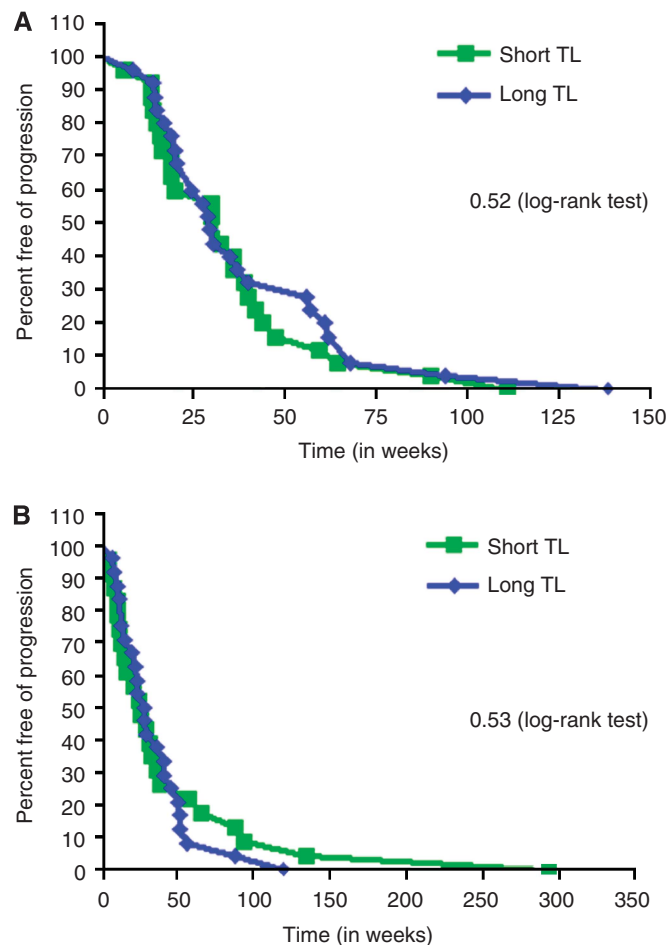 A
110
100
90
80
70
60
50
40
30
20
10
0
Percent free of progression
Short TL
Long TL
0.52 (log-rank test)
0 25 50 75 100 125 150
Time (in weeks)
B
110
100
90
80
70
60
50
40
30
20
10
0
Percent free of progression
Short TL
Long TL
0.53 (log-rank test)
0 50 100 150 200 250 300 350
Time (in weeks)